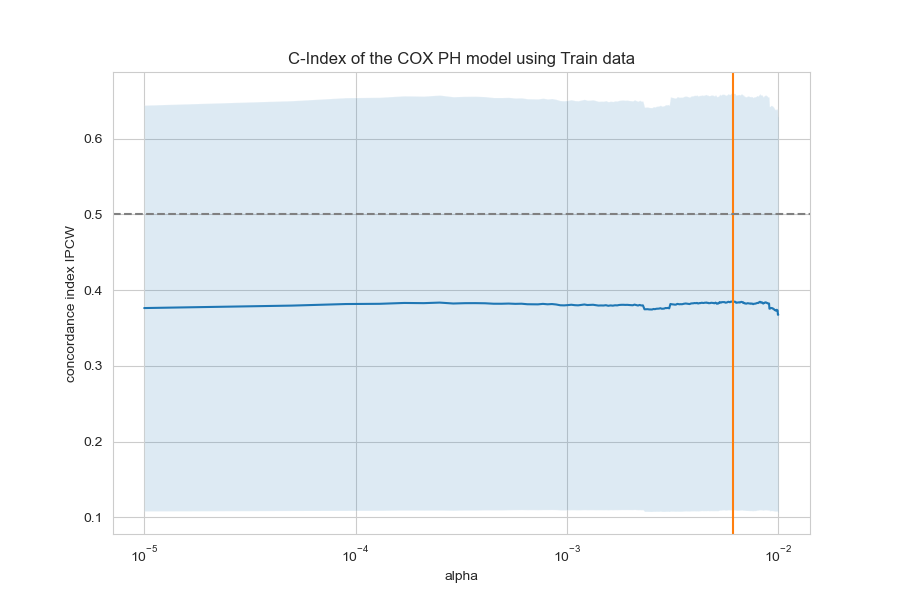 C-Index of the COX PH model using Train data
concordance index IPCW
0.6
0.5
0.4
0.3
0.2
0.1
10⁻⁵ 10⁻⁴ 10⁻³ 10⁻²
alpha